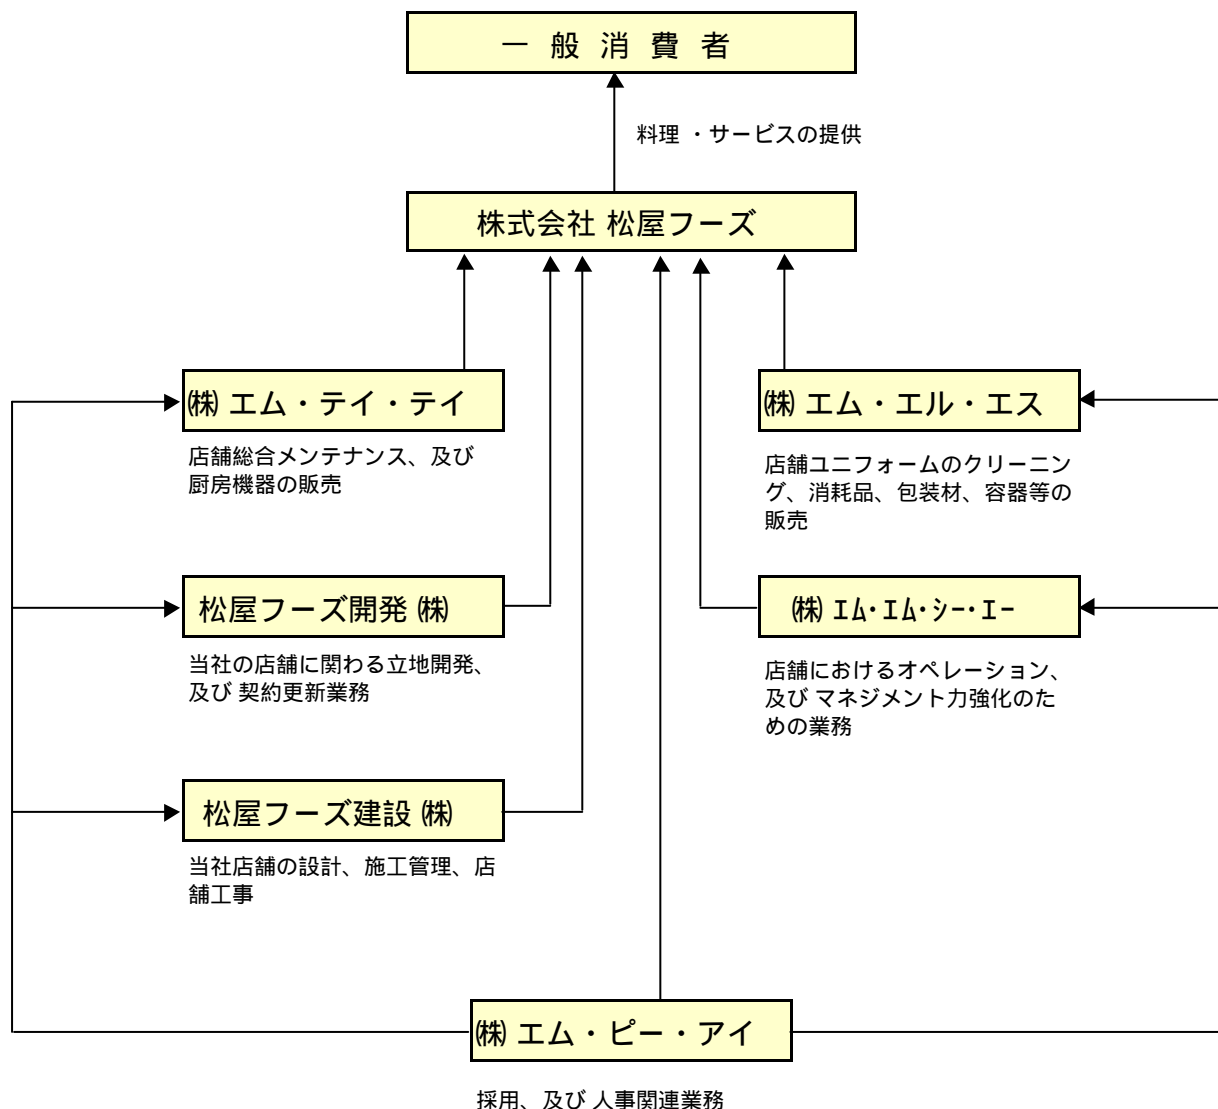 一 般 消 費 者
料理 ・サービスの提供
株式会社 松屋フーズ
㈱ エム・テイ・テイ
店舗総合メンテナンス、及び
厨房機器の販売
㈱ エム・エル・エス
店舗ユニフォームのクリーニン
グ、消耗品、包装材、容器等の
販売
松屋フーズ開発 ㈱
当社の店舗に関わる立地開発、
及び 契約更新業務
㈱ エム・エム・シー・エー
店舗におけるオペレーション、
及び マネジメント力強化のた
めの業務
松屋フーズ建設 ㈱
当社店舗の設計、施工管理、店
舗工事
㈱ エム・ピー・アイ
採用、及び 人事関連業務